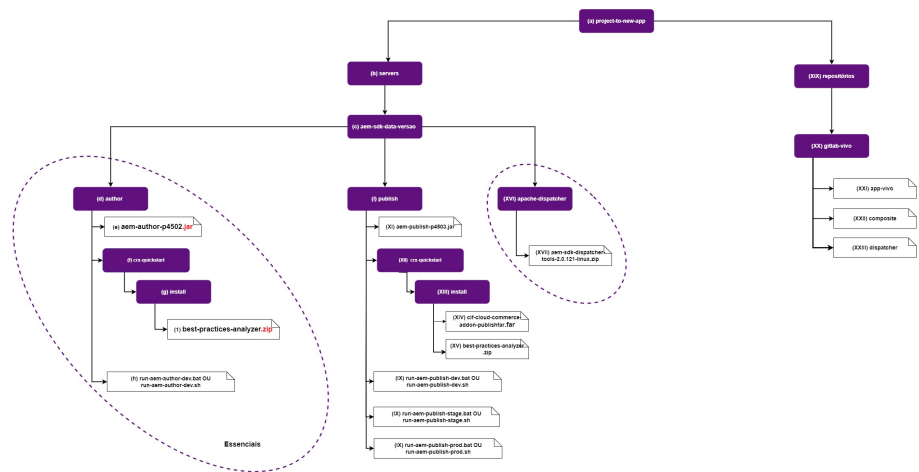 (a) project-to-new-app
(b) servers
(XIX) repositórios
(c) aem-sdk-data-versao
(XX) gitlab-vivo
(d) author
(I) publish
(XVI) apache-dispatcher
(XXI) app-vivo
(e) aem-author-p4502.jar
(XI) aem-publish-p4503.jar
(XXII) composite
(XXIII) dispatcher
(XVII) aem-sdk-dispatcher-
tools-2.0.121-linux.zip
(f) crx-quickstart
(XII) crx-quickstart
(g) install
(XIII) install
(1) best-practices-analyzer.zip
(XIV) cif-cloud-commerce-
addon-publishfar.far
(XV) best-practices-analyzer
.zip
(h) run-aem-author-dev.bat OU
run-aem-author-dev.sh
(IX) run-aem-publish-dev.bat OU
run-aem-publish-dev.sh
(IX) run-aem-publish-stage.bat OU
run-aem-publish-stage.sh
(IX) run-aem-publish-prod.bat OU
run-aem-publish-prod.sh
Essenciais